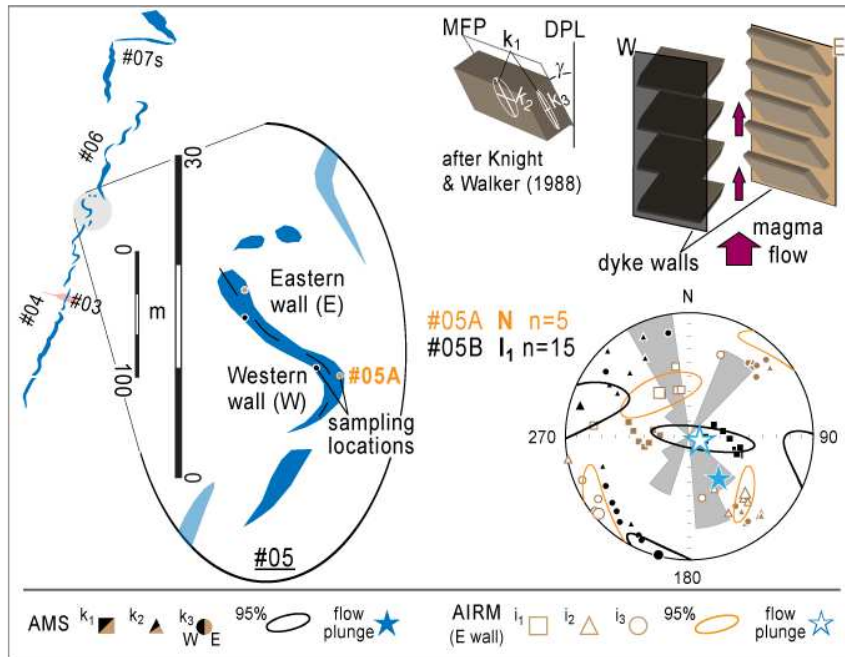 #07s
#06
#04
#03
0
100
m
30
0
Eastern
wall (E)
Western
wall (W)
#05A
sampling
locations
#05
MFP
k1
DPL
γ
k2
k3
after Knight
& Walker (1988)
W
E
dyke walls
magma
flow
#05A N n=5
#05B I1 n=15
N
270
90
180
AMS k1 k2 k3 W E 95% flow plunge
AIRM (E wall) i1 i2 i3 95% flow plunge